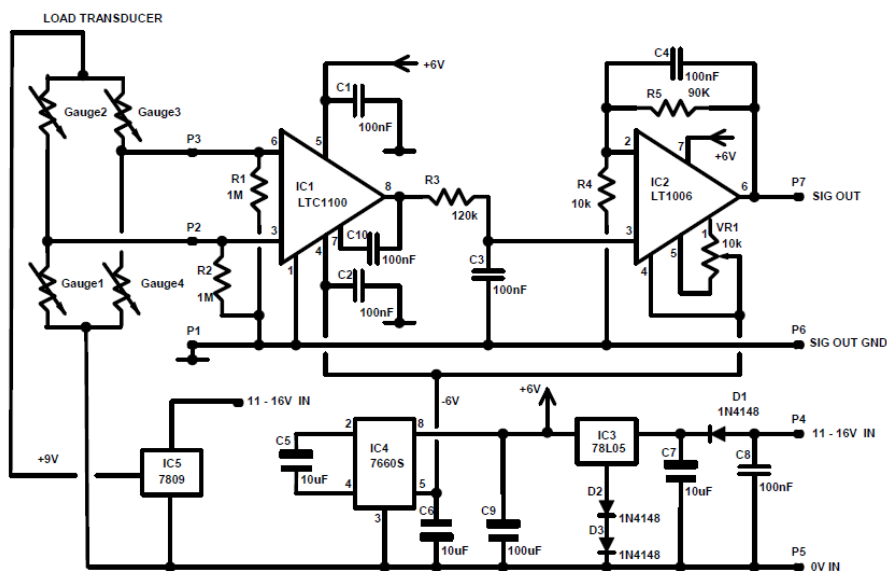 LOAD TRANSDUCER
Gauge2
Gauge3
Gauge1
Gauge4
P3
P2
P1
R1
1M
R2
1M
6
3
5
8
7
4
1
IC1
LTC1100
+6V
C1
100nF
C10
100nF
C2
100nF
R3
120k
C3
100nF
C4
100nF
R5
90K
R4
10k
2
3
7
6
1
5
4
IC2
LT1006
+6V
VR1
10k
P7
SIG OUT
P6
SIG OUT GND
11 - 16V IN
+9V
IC5
7809
C5
10uF
2
4
8
5
3
IC4
7660S
-6V
C6
10uF
C9
100uF
+6V
IC3
78L05
D2
1N4148
D3
1N4148
C7
10uF
D1
1N4148
C8
100nF
P4
11 - 16V IN
P5
0V IN